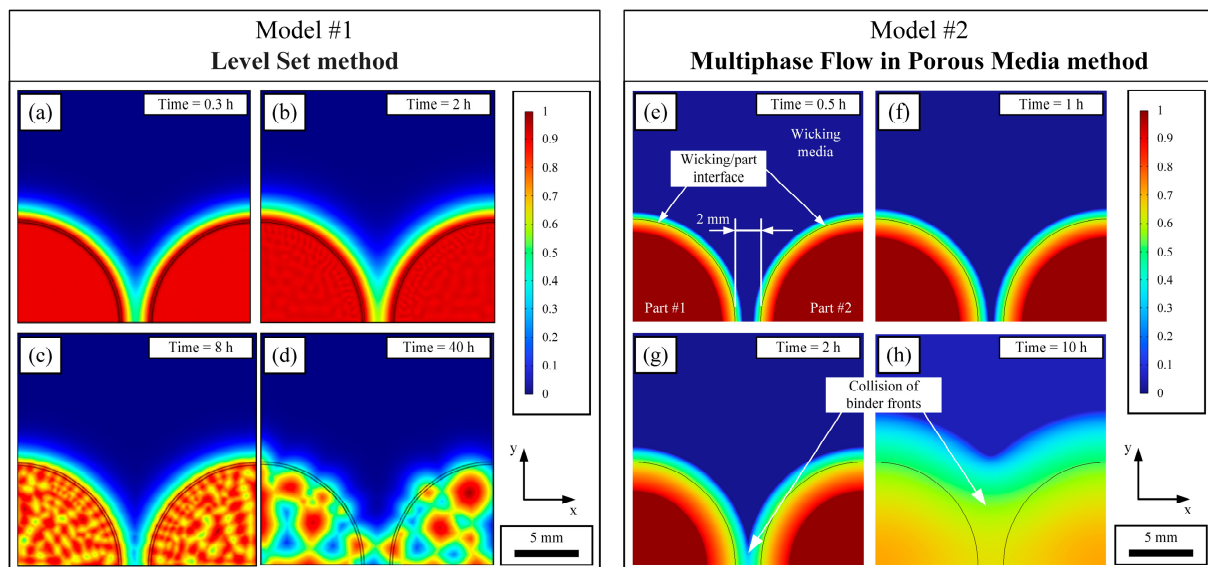 Model #1
Level Set method
(a)
Time = 0.3 h
(b)
Time = 2 h
1
0.9
0.8
0.7
0.6
0.5
0.4
0.3
0.2
0.1
0
(c)
Time = 8 h
(d)
Time = 40 h
y
x
5 mm
Model #2
Multiphase Flow in Porous Media method
(e)
Time = 0.5 h
Wicking
media
Wicking/part
interface
2 mm
Part #1
Part #2
(f)
Time = 1 h
1
0.9
0.8
0.7
0.6
0.5
0.4
0.3
0.2
0.1
0
(g)
Time = 2 h
Collision of
binder fronts
(h)
Time = 10 h
y
x
5 mm